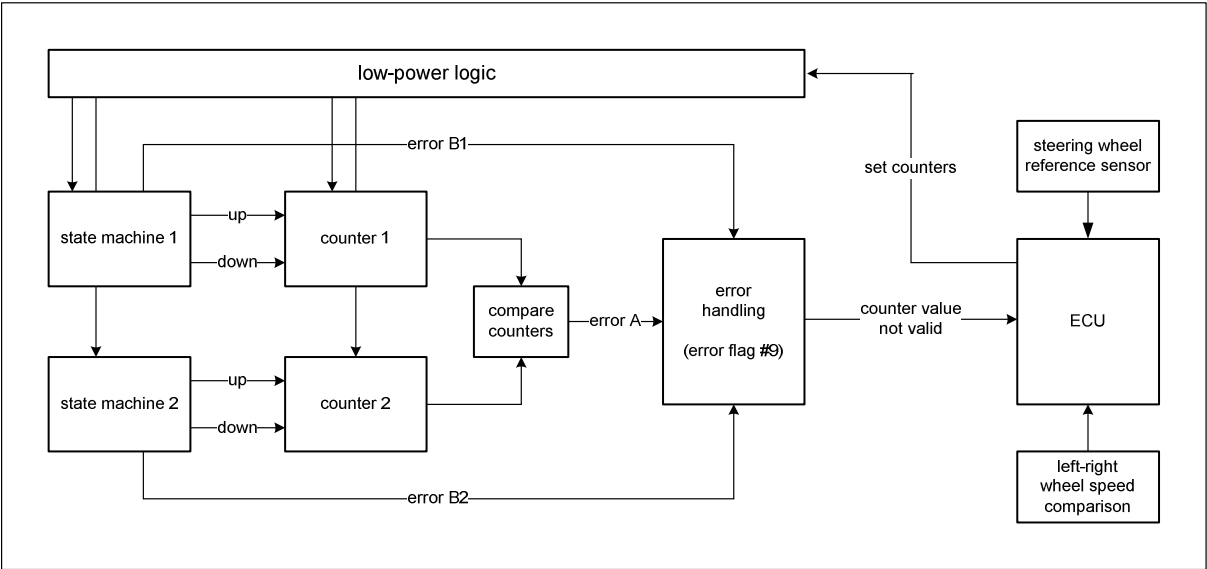 low-power logic
error B1
set counters
steering wheel
reference sensor
state machine 1
up
down
counter 1
compare
counters
error A
error
handling
(error flag #9)
counter value
not valid
ECU
state machine 2
up
down
counter 2
error B2
left-right
wheel speed
comparison